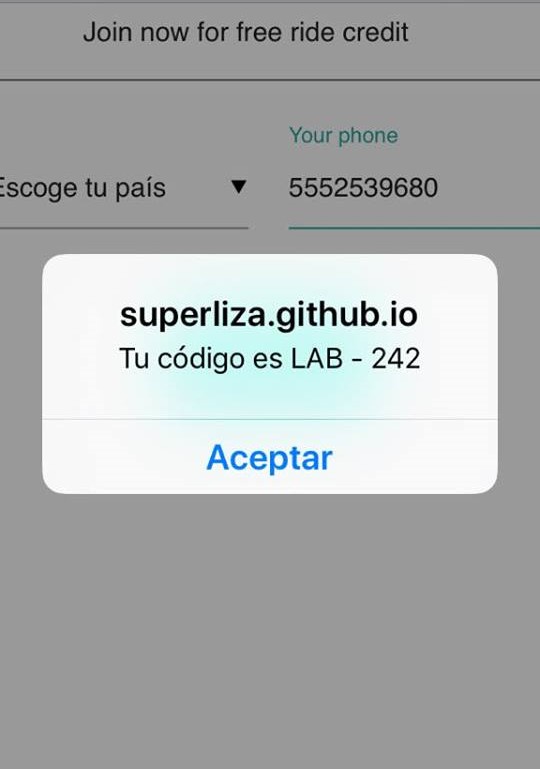 Join now for free ride credit
Your phone
Escoge tu país ▼
5552539680
superliza.github.io
Tu código es LAB - 242
Aceptar